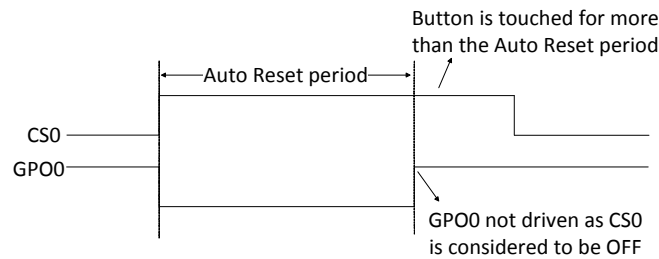 Button is touched for more
than the Auto Reset period
Auto Reset period
CS0
GPO0
GPO0 not driven as CS0
is considered to be OFF